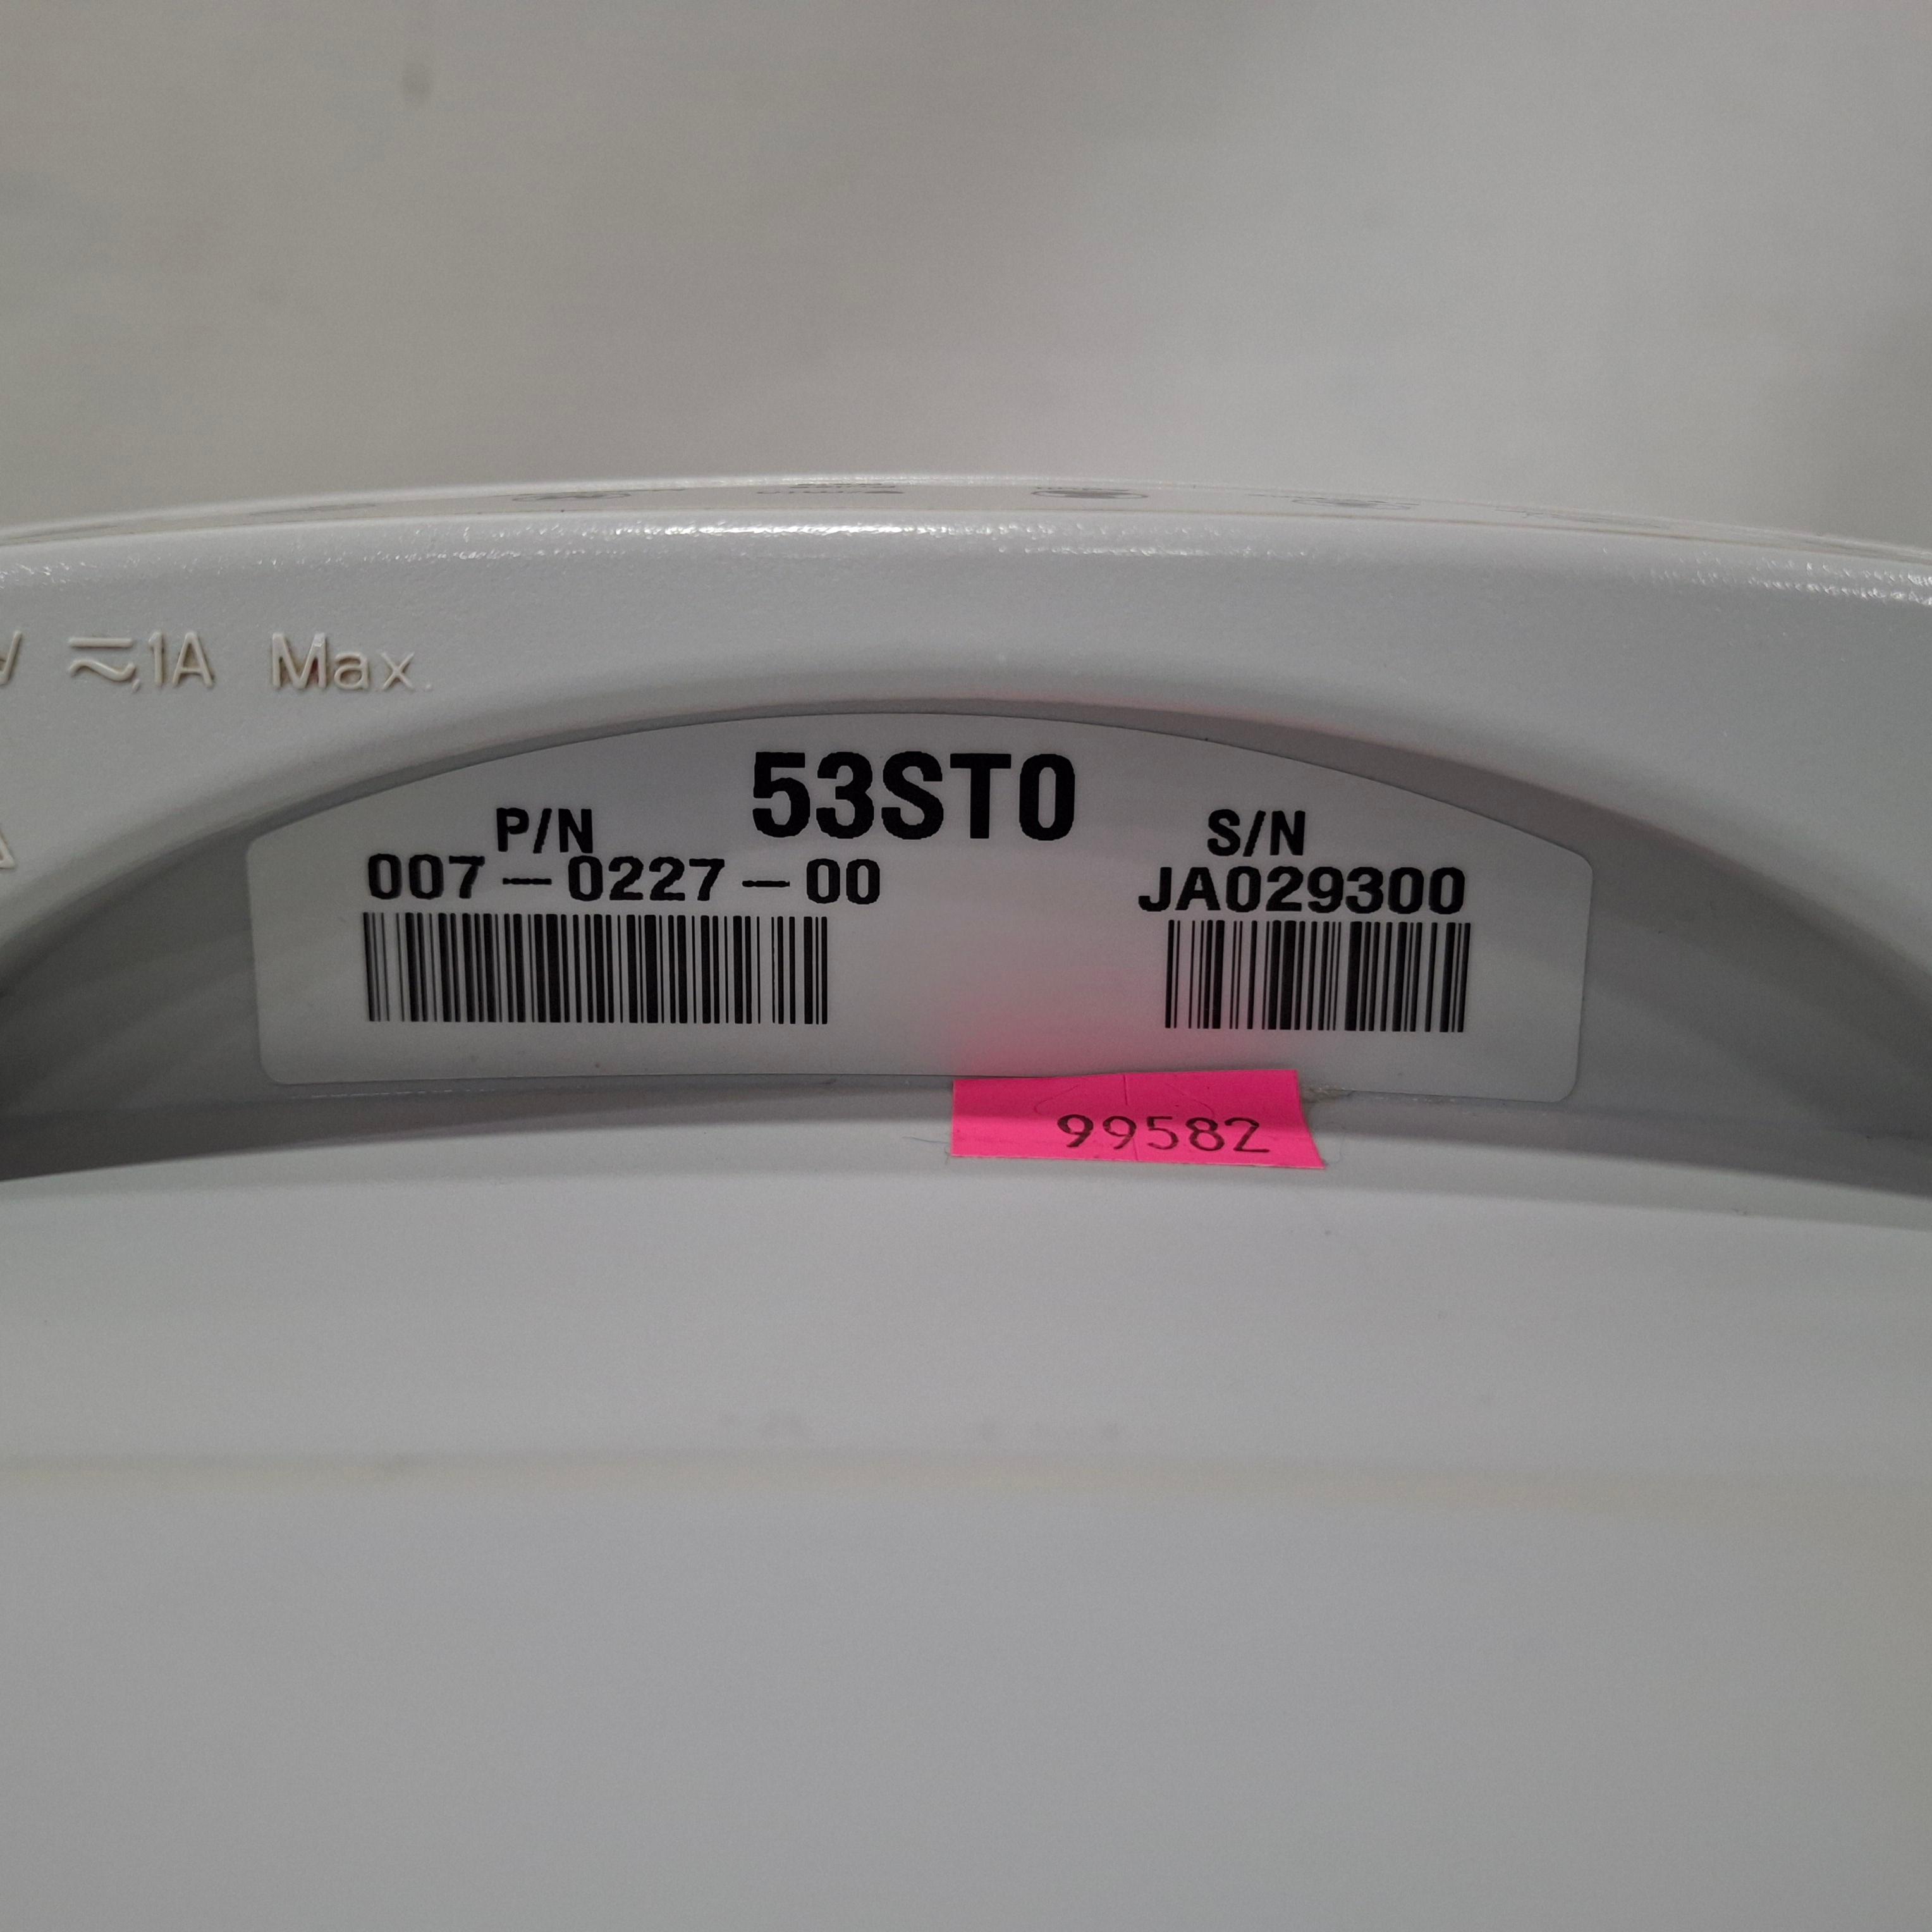 ⎓~,1A Max.
53ST0
P/N
007-0227-00
S/N
JA029300
99582